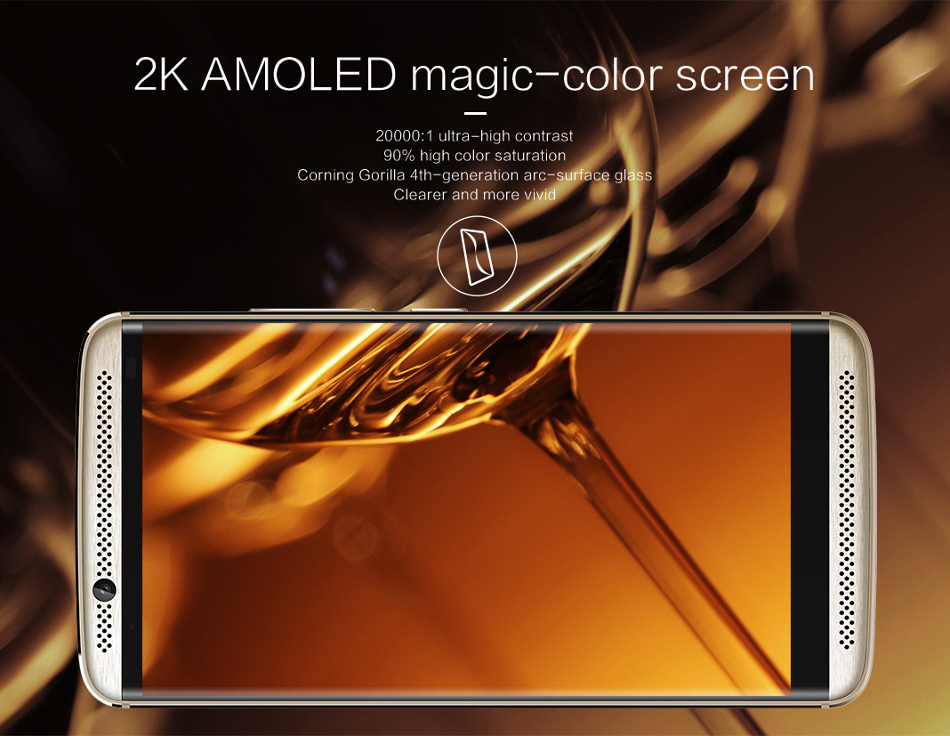 2K AMOLED magic-color screen
20000:1 ultra-high contrast
90% high color saturation
Corning Gorilla 4th-generation arc-surface glass
Clearer and more vivid